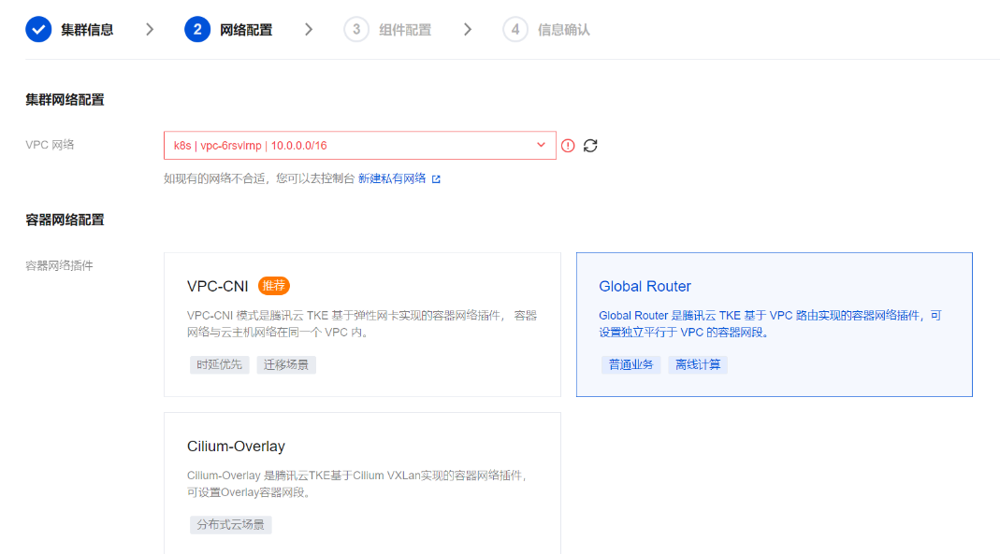 集群信息
2 网络配置
3 组件配置
4 信息确认
集群网络配置
VPC 网络
k8s | vpc-6rsvlrnp | 10.0.0.0/16
如现有的网络不合适，您可以去控制台 新建私有网络
容器网络配置
容器网络插件
VPC-CNI 推荐
VPC-CNI 模式是腾讯云 TKE 基于弹性网卡实现的容器网络插件， 容器
网络与云主机网络在同一个 VPC 内。
时延优先 迁移场景
Global Router
Global Router 是腾讯云 TKE 基于 VPC 路由实现的容器网络插件，可
设置独立平行于 VPC 的容器网段。
普通业务 离线计算
Cilium-Overlay
Cilium-Overlay 是腾讯云TKE基于Cilium VXLan实现的容器网络插件，
可设置Overlay容器网段。
分布式云场景